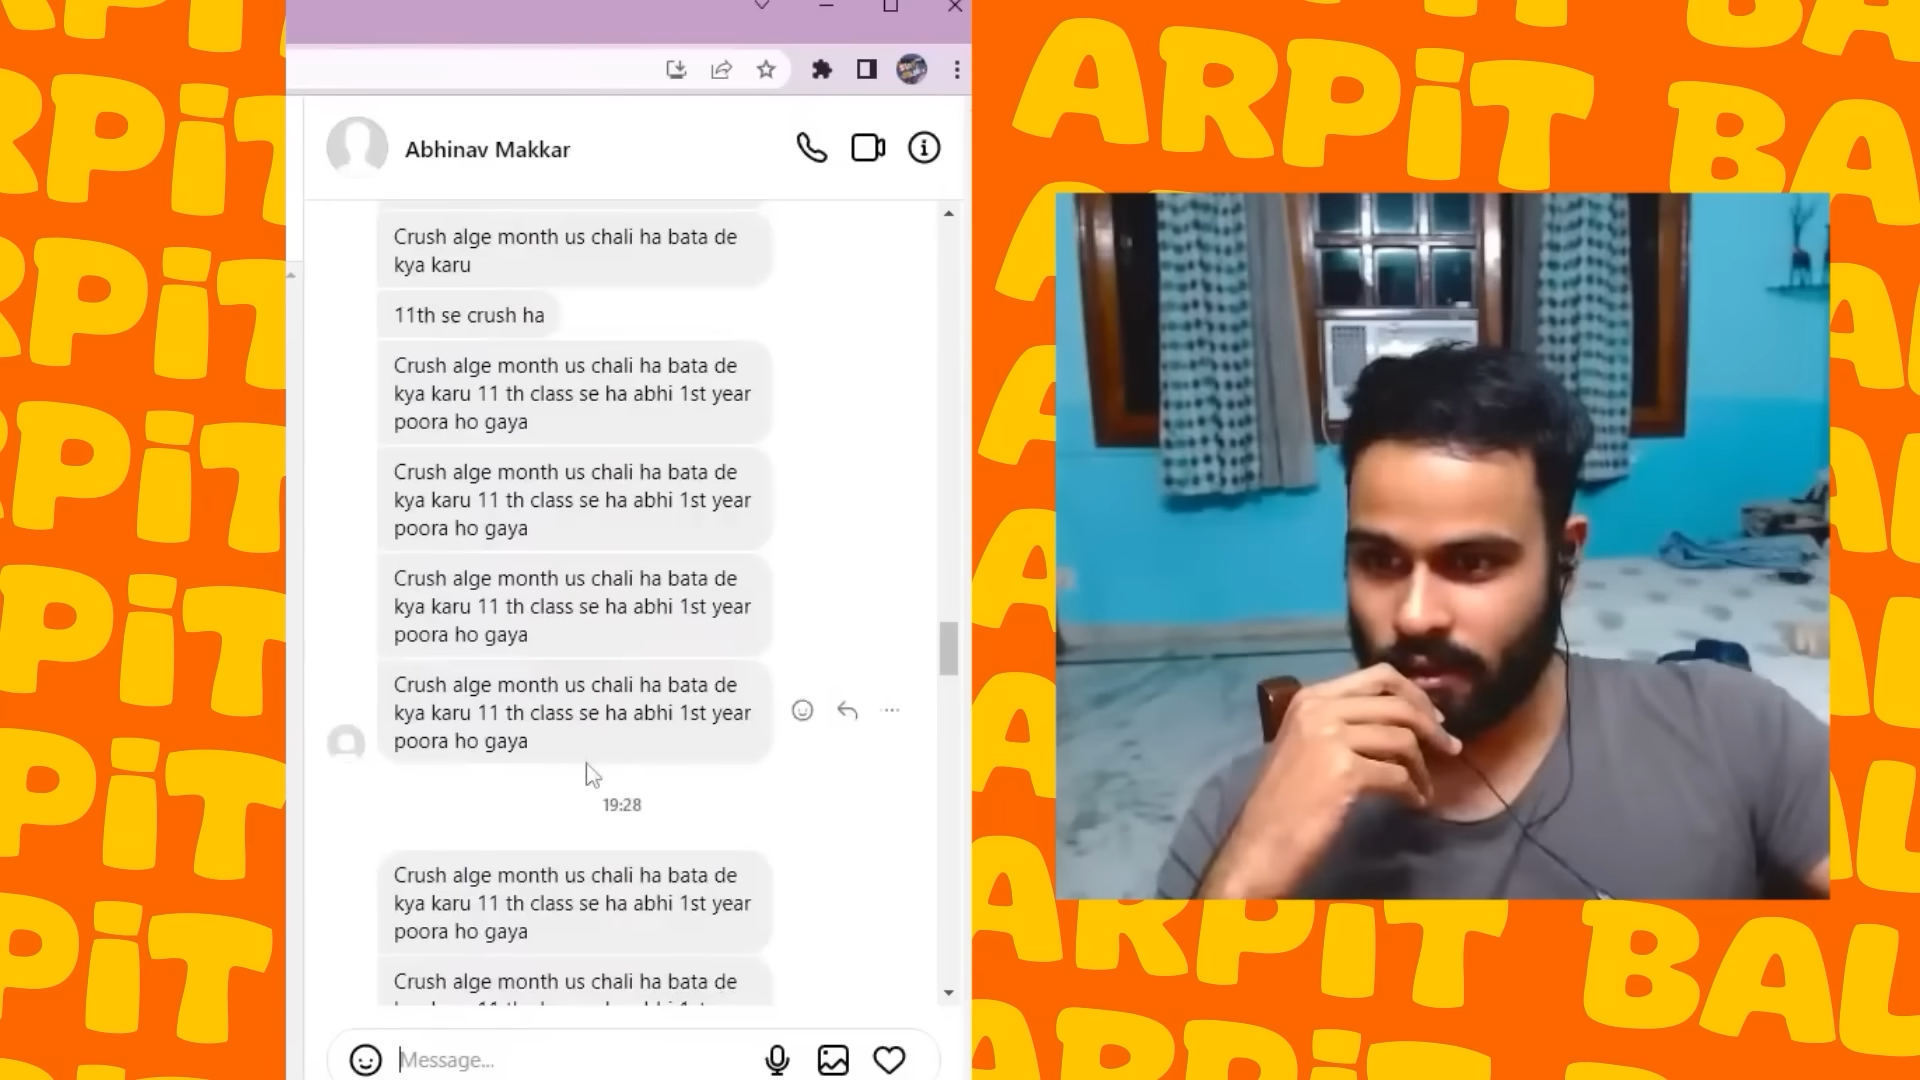 Abhinav Makkar
Crush alge month us chali ha bata de
kya karu
11th se crush ha
Crush alge month us chali ha bata de
kya karu 11 th class se ha abhi 1st year
poora ho gaya
Crush alge month us chali ha bata de
kya karu 11 th class se ha abhi 1st year
poora ho gaya
Crush alge month us chali ha bata de
kya karu 11 th class se ha abhi 1st year
poora ho gaya
Crush alge month us chali ha bata de
kya karu 11 th class se ha abhi 1st year
poora ho gaya
19:28
Crush alge month us chali ha bata de
kya karu 11 th class se ha abhi 1st year
poora ho gaya
Crush alge month us chali ha bata de
Message...
ARPIT BAL
ARPIT BAL
ARPIT BAL